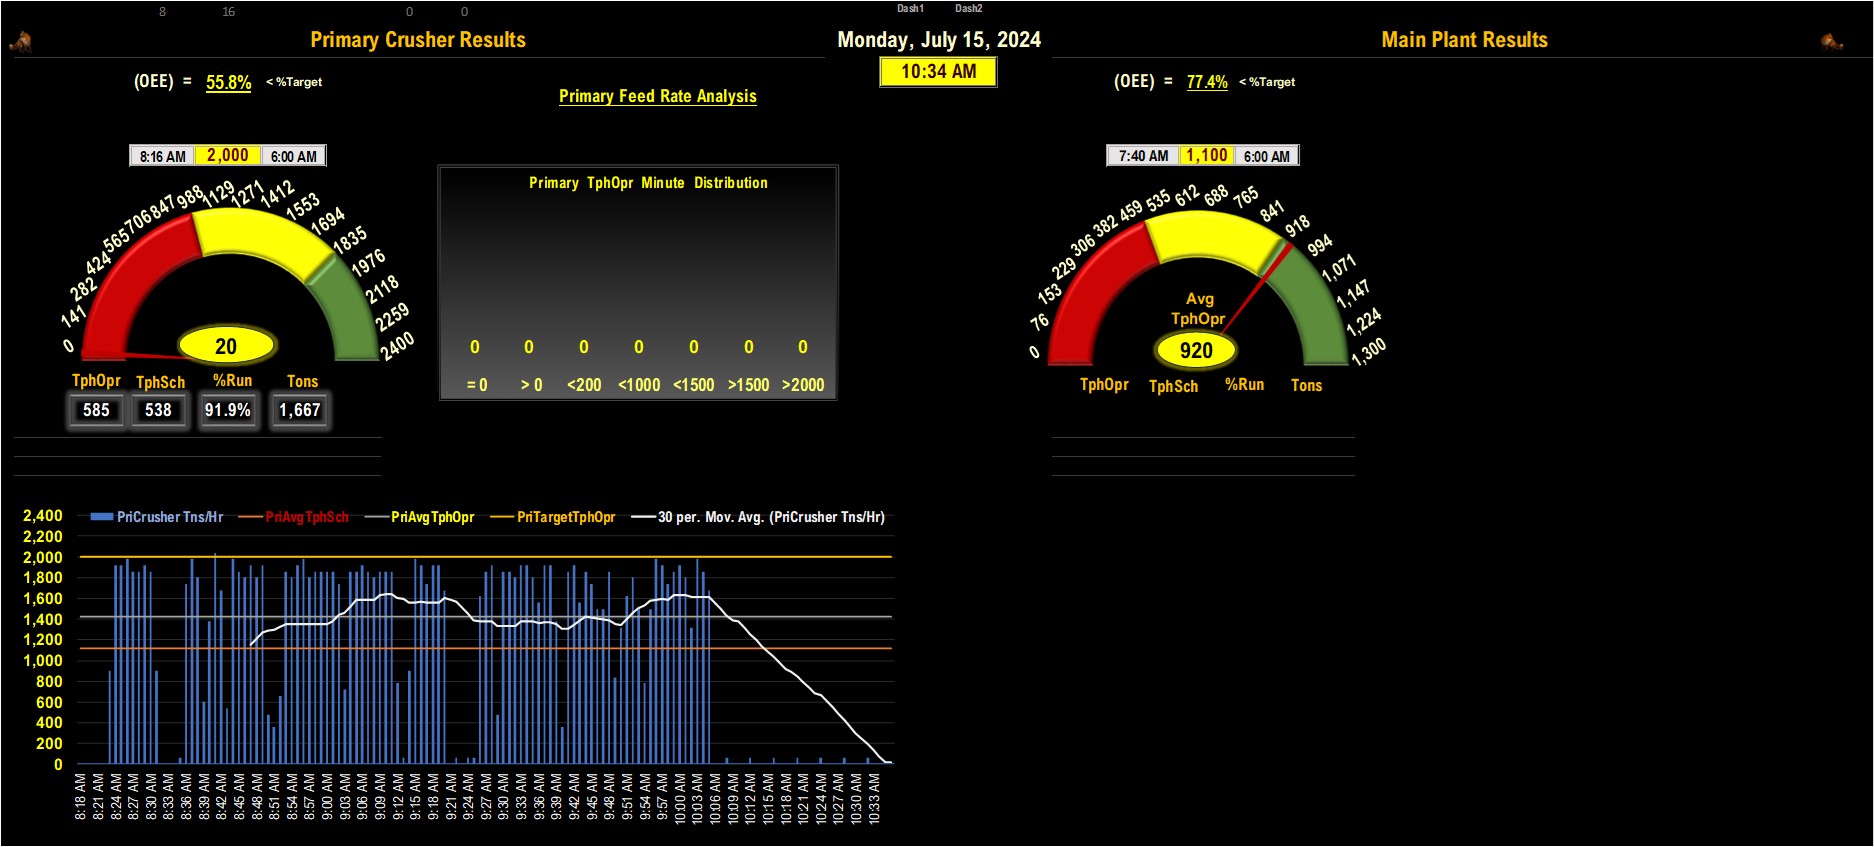 8 16 0 0 Dash1 Dash2
Primary Crusher Results
Monday, July 15, 2024
Main Plant Results
10:34 AM
(OEE) = 55.8% < %Target
(OEE) = 77.4% < %Target
Primary Feed Rate Analysis
8:16 AM 2,000 6:00 AM
7:40 AM 1,100 6:00 AM
Primary TphOpr Minute Distribution
0 0 0 0 0 0 0
= 0 > 0 <200 <1000 <1500 >1500 >2000
0 141 282 424 565 706 847 988 1129 1271 1412 1553 1694 1835 1976 2118 2259 2400
20
TphOpr TphSch %Run Tons
585 538 91.9% 1,667
0 76 153 229 306 382 459 535 612 688 765 841 918 994 1,071 1,147 1,224 1,300
Avg
TphOpr
920
TphOpr TphSch %Run Tons
PriCrusher Tns/Hr PriAvgTphSch PriAvgTphOpr PriTargetTphOpr 30 per. Mov. Avg. (PriCrusher Tns/Hr)
2,400
2,200
2,000
1,800
1,600
1,400
1,200
1,000
800
600
400
200
0
8:18 AM 8:21 AM 8:24 AM 8:27 AM 8:30 AM 8:33 AM 8:36 AM 8:39 AM 8:42 AM 8:45 AM 8:48 AM 8:51 AM 8:54 AM 8:57 AM 9:00 AM 9:03 AM 9:06 AM 9:09 AM 9:12 AM 9:15 AM 9:18 AM 9:21 AM 9:24 AM 9:27 AM 9:30 AM 9:33 AM 9:36 AM 9:39 AM 9:42 AM 9:45 AM 9:48 AM 9:51 AM 9:54 AM 9:57 AM 10:00 AM 10:03 AM 10:06 AM 10:09 AM 10:12 AM 10:15 AM 10:18 AM 10:21 AM 10:24 AM 10:27 AM 10:30 AM 10:33 AM